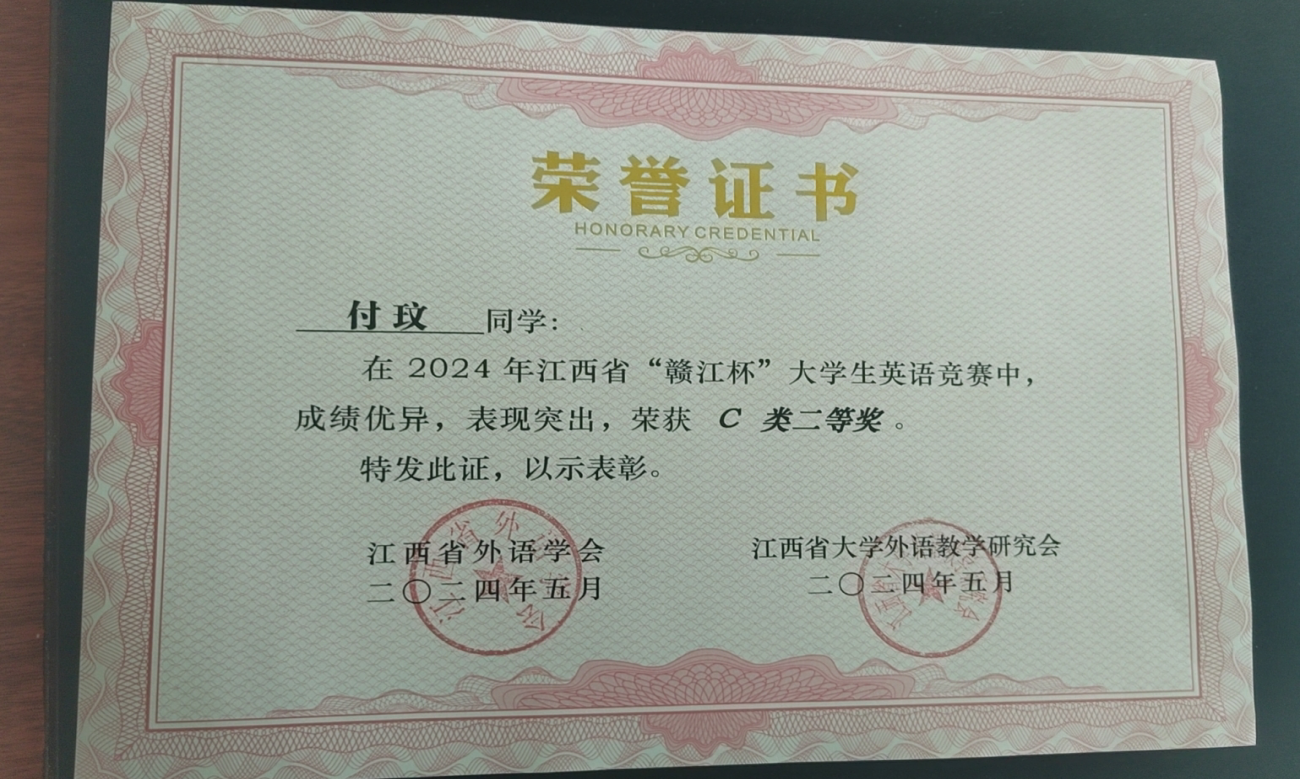 荣誉证书
HONORARY CREDENTIAL
付玟 同学:
在 2024 年江西省“赣江杯”大学生英语竞赛中,
成绩优异,表现突出,荣获 C 类二等奖。
特发此证,以示表彰。
江西省外语学会
二〇二四年五月
江西省大学外语教学研究会
二〇二四年五月